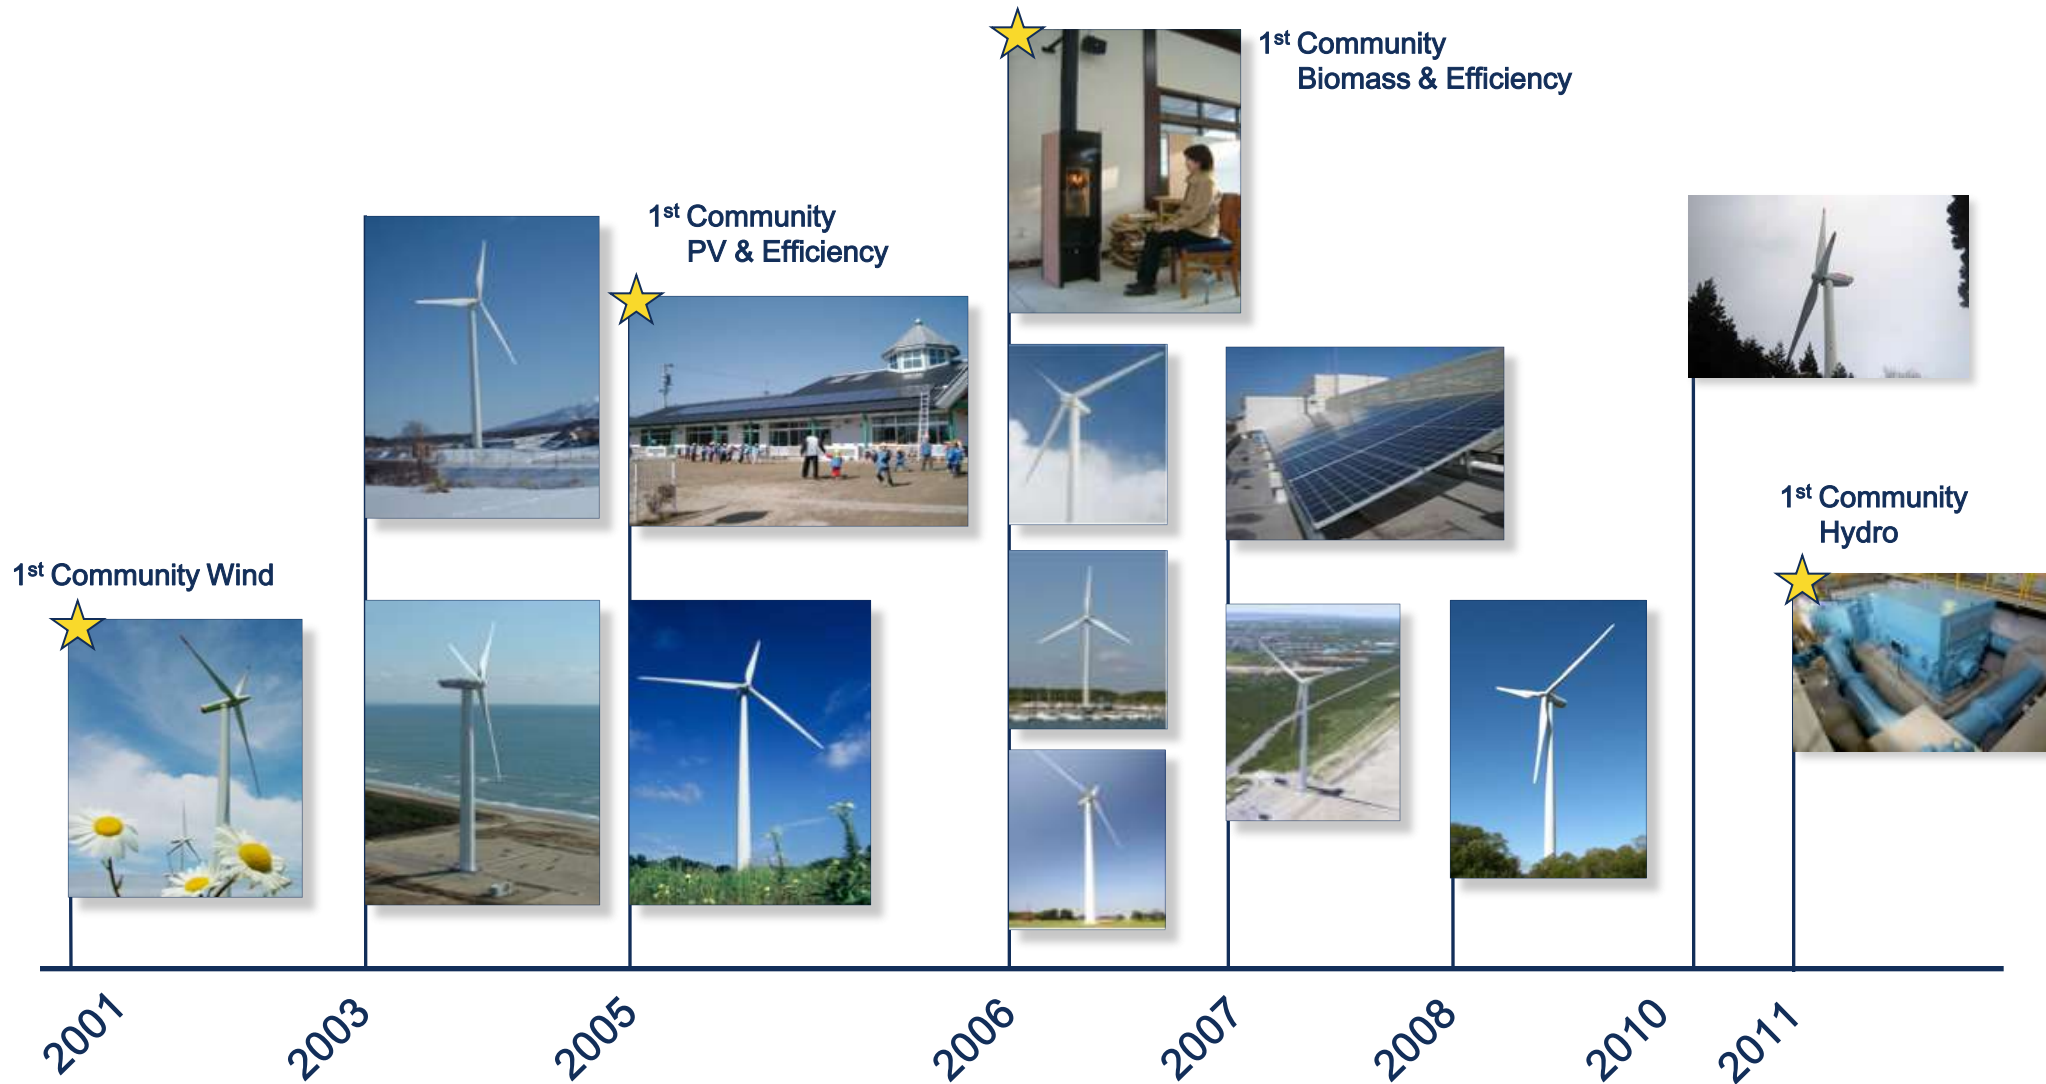 1st Community
Biomass & Efficiency
1st Community
PV & Efficiency
1st Community
Hydro
1st Community Wind
2001
2003
2005
2006
2007
2008
2010
2011